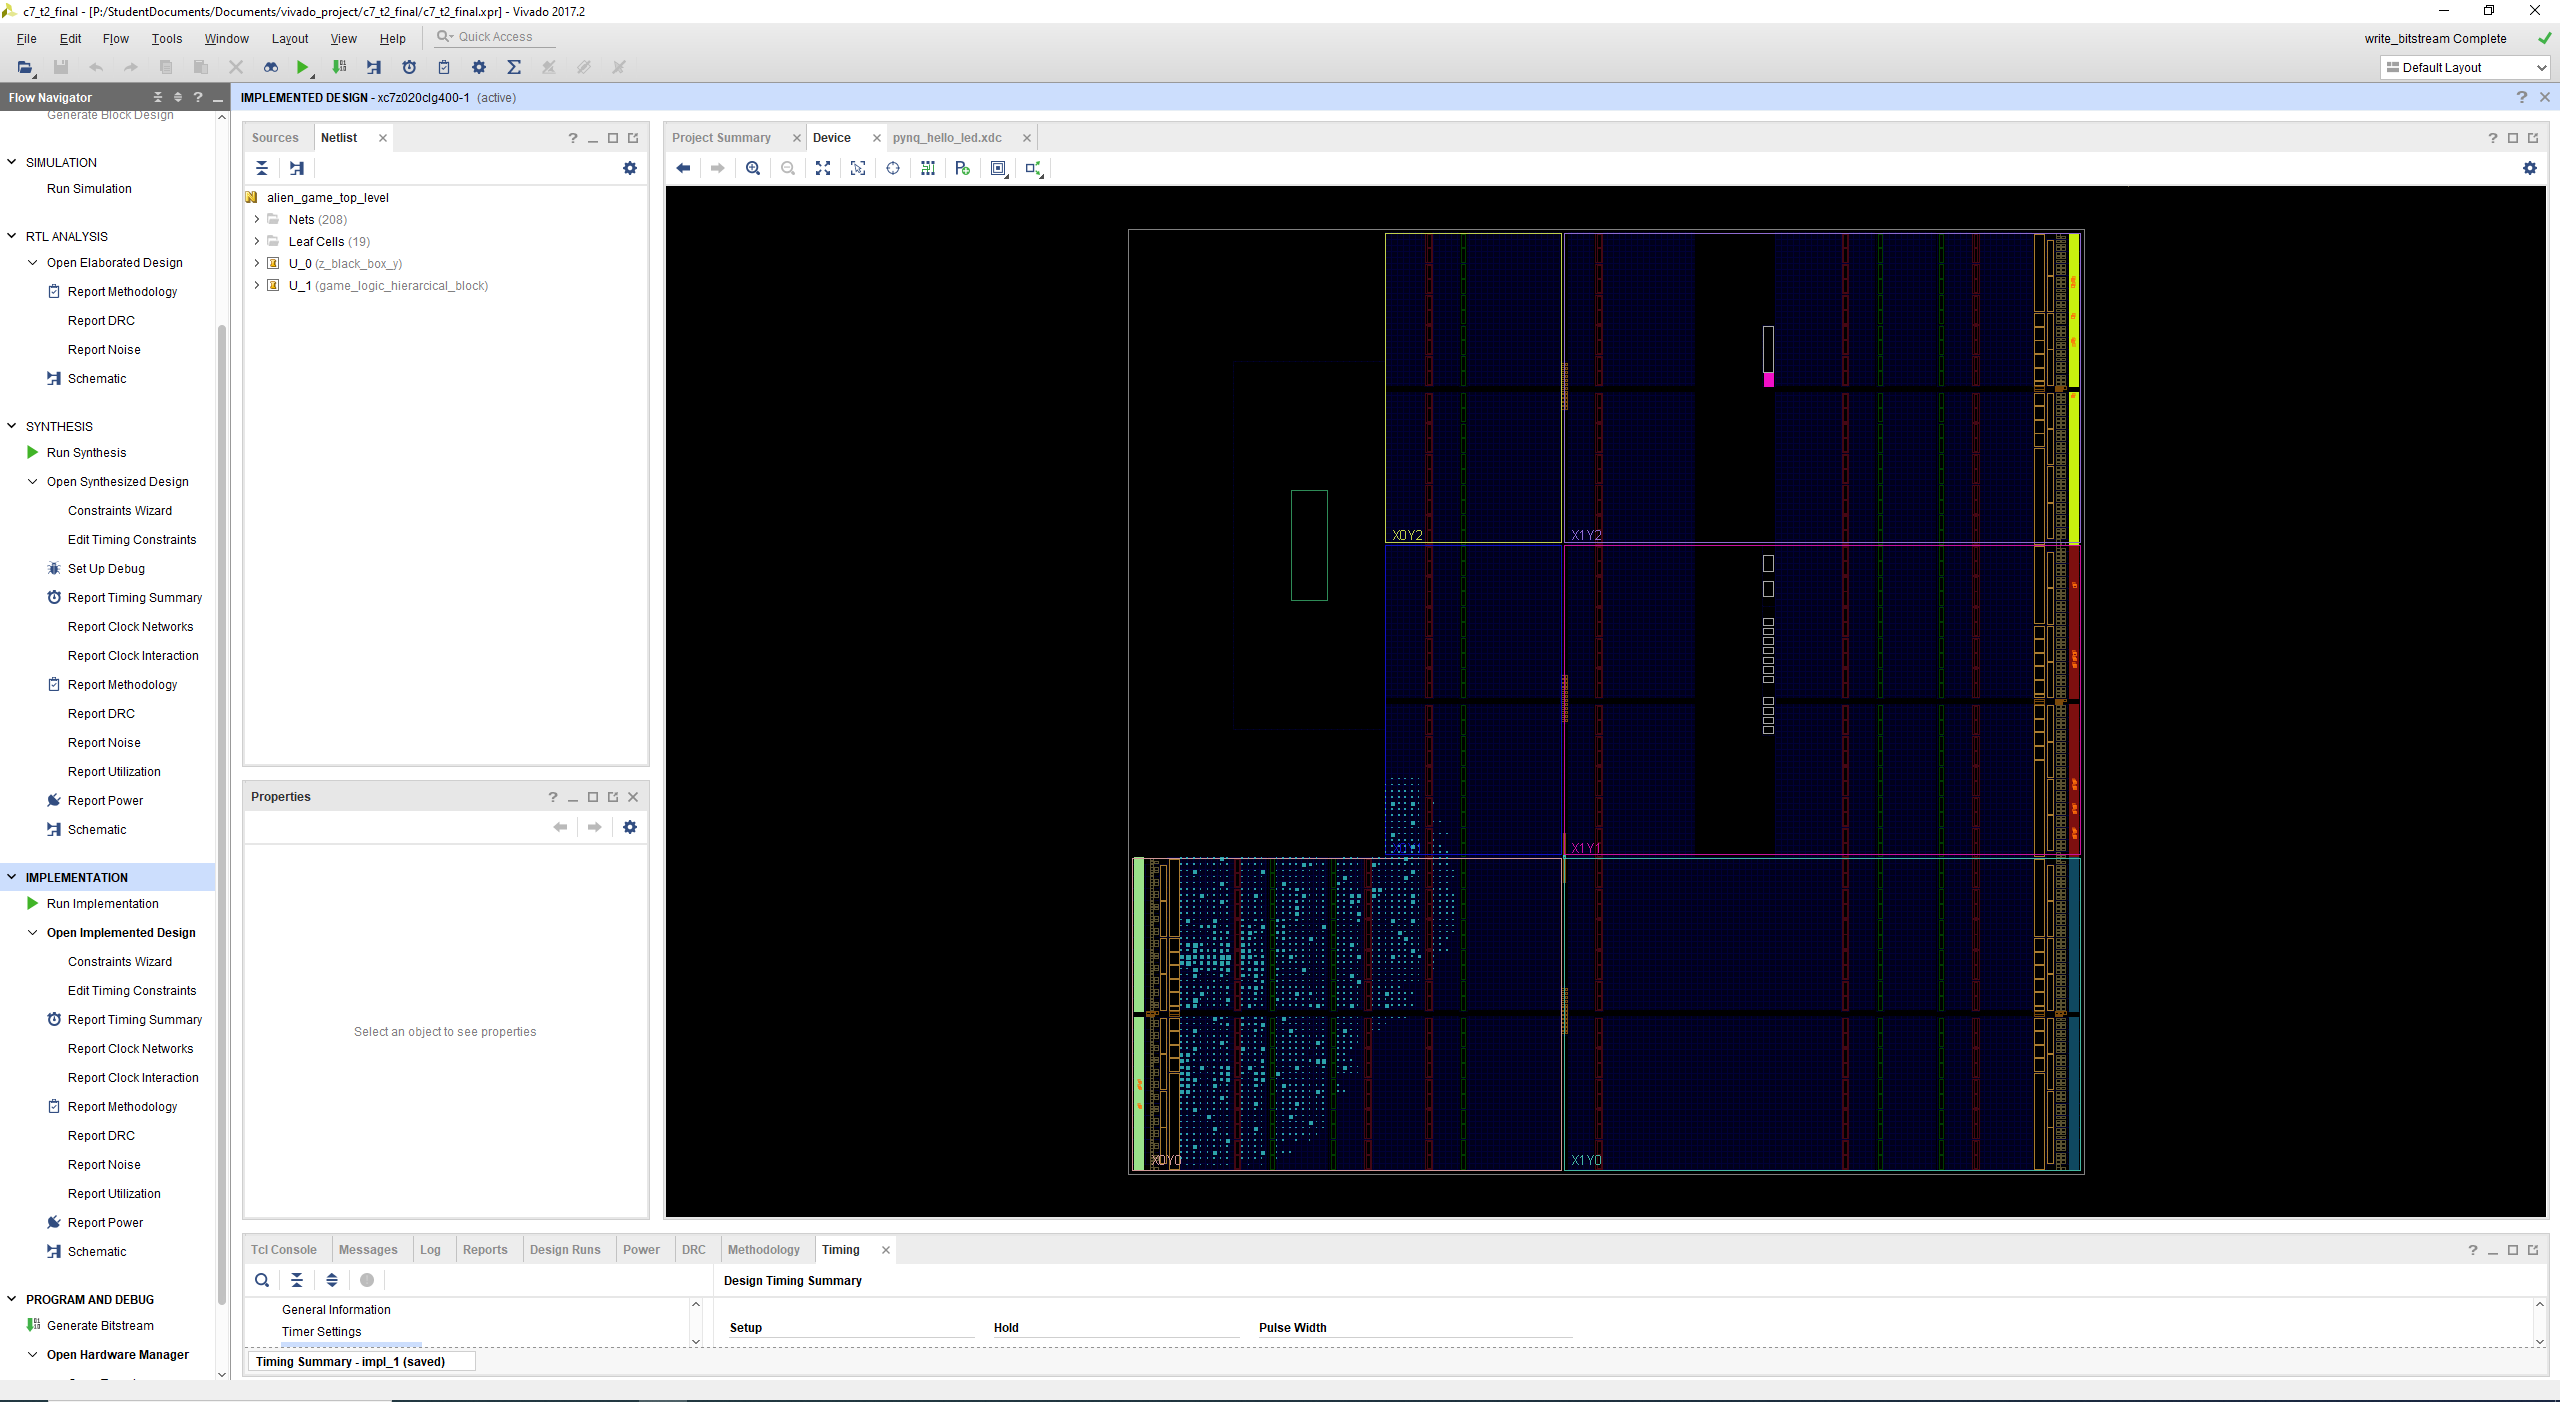 c7_t2_final - [P:/StudentDocuments/Documents/vivado_project/c7_t2_final/c7_t2_final.xpr] - Vivado 2017.2
File Edit Flow Tools Window Layout View Help Quick Access
write_bitstream Complete
Default Layout
Flow Navigator
IMPLEMENTED DESIGN - xc7z020clg400-1 (active)
Generate Block Design
SIMULATION
Run Simulation
RTL ANALYSIS
Open Elaborated Design
Report Methodology
Report DRC
Report Noise
Schematic
SYNTHESIS
Run Synthesis
Open Synthesized Design
Constraints Wizard
Edit Timing Constraints
Set Up Debug
Report Timing Summary
Report Clock Networks
Report Clock Interaction
Report Methodology
Report DRC
Report Noise
Report Utilization
Report Power
Schematic
IMPLEMENTATION
Run Implementation
Open Implemented Design
Constraints Wizard
Edit Timing Constraints
Report Timing Summary
Report Clock Networks
Report Clock Interaction
Report Methodology
Report DRC
Report Noise
Report Utilization
Report Power
Schematic
PROGRAM AND DEBUG
Generate Bitstream
Open Hardware Manager
Sources Netlist
alien_game_top_level
Nets (208)
Leaf Cells (19)
U_0 (z_black_box_y)
U_1 (game_logic_hierarcical_block)
Properties
Select an object to see properties
Project Summary Device pynq_hello_led.xdc
X0Y2 X1Y2
X1Y1
X0Y0 X1Y0
Tcl Console Messages Log Reports Design Runs Power DRC Methodology Timing
Design Timing Summary
General Information
Timer Settings
Setup Hold Pulse Width
Timing Summary - impl_1 (saved)